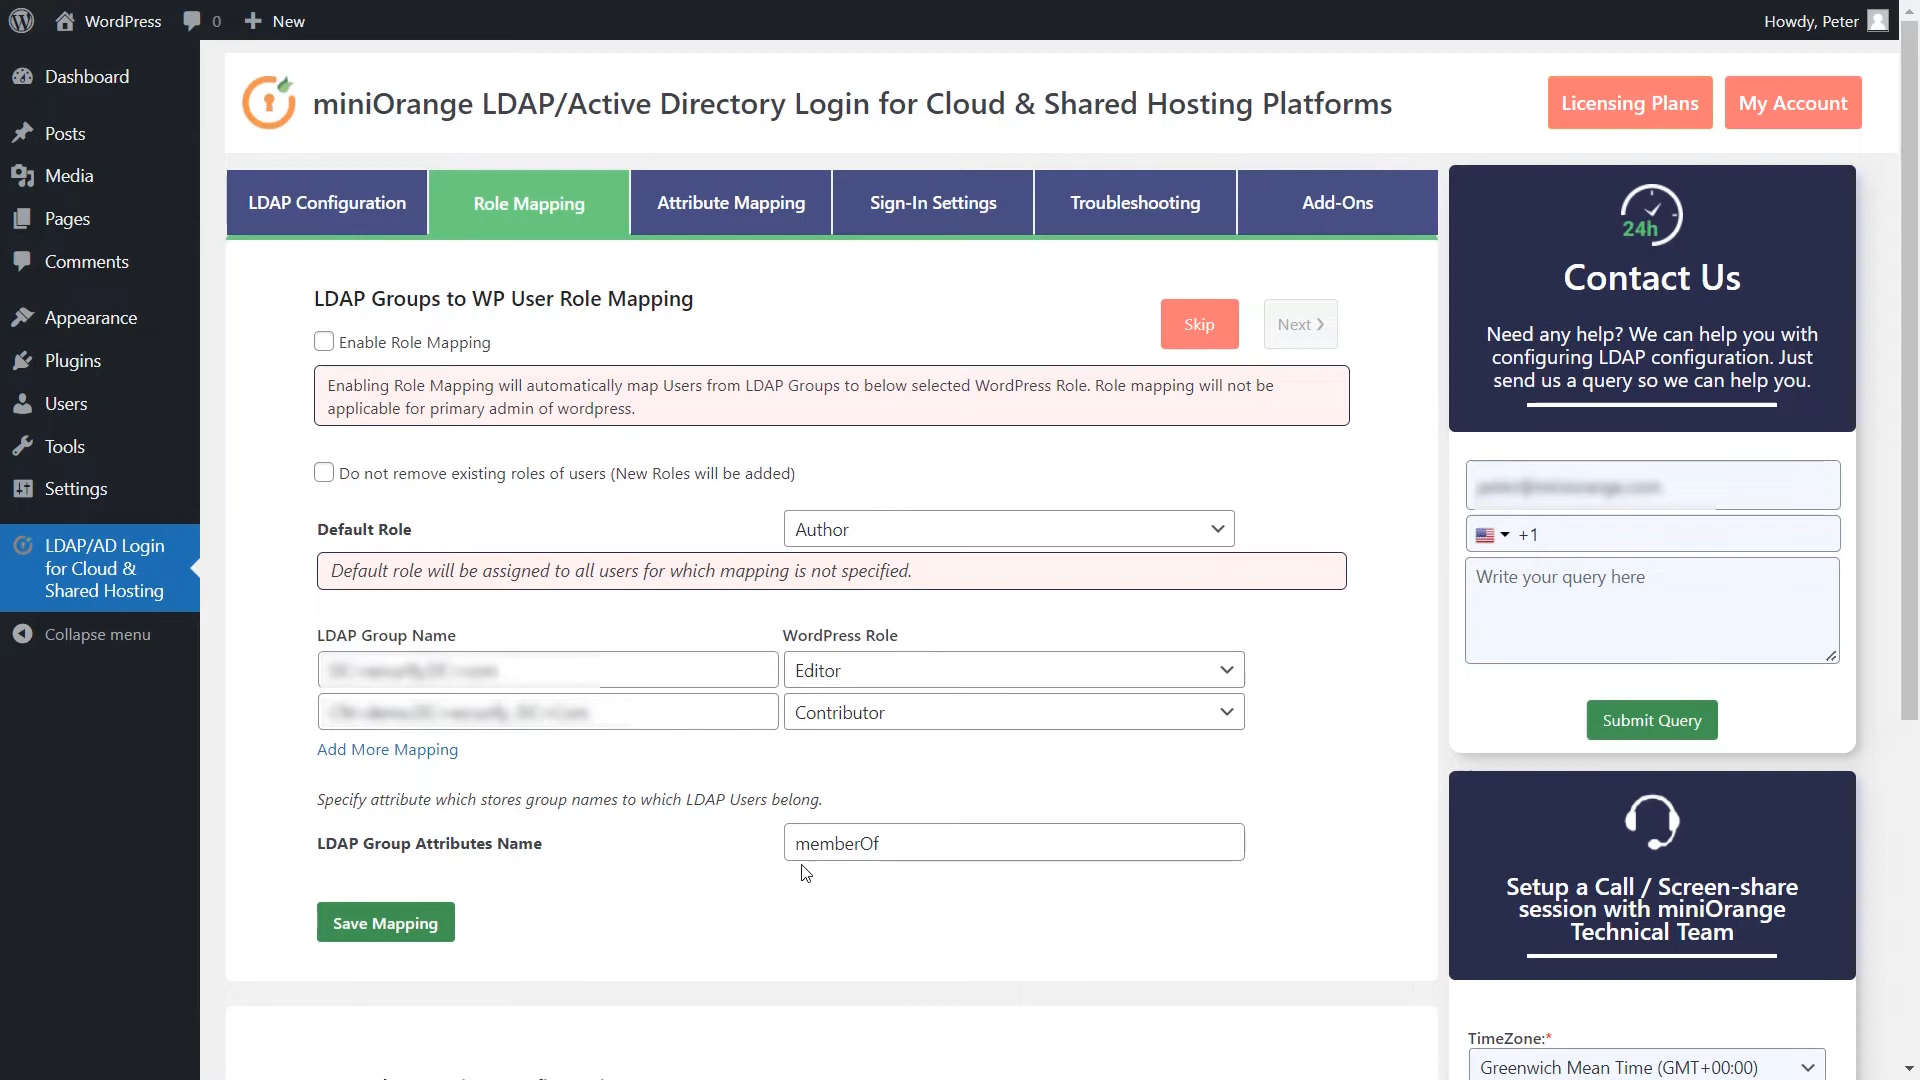 WordPress
0
New
Howdy, Peter
Dashboard
Posts
Media
Pages
Comments
Appearance
Plugins
Users
Tools
Settings
LDAP/AD Login
for Cloud &
Shared Hosting
Collapse menu
miniOrange LDAP/Active Directory Login for Cloud & Shared Hosting Platforms
Licensing Plans
My Account
LDAP Configuration
Role Mapping
Attribute Mapping
Sign-In Settings
Troubleshooting
Add-Ons
LDAP Groups to WP User Role Mapping
Skip
Next ❯
Enable Role Mapping
Enabling Role Mapping will automatically map Users from LDAP Groups to below selected WordPress Role. Role mapping will not be
applicable for primary admin of wordpress.
Do not remove existing roles of users (New Roles will be added)
Default Role
Author
Default role will be assigned to all users for which mapping is not specified.
LDAP Group Name
WordPress Role
Editor
Contributor
Add More Mapping
Specify attribute which stores group names to which LDAP Users belong.
LDAP Group Attributes Name
memberOf
Save Mapping
24h
Contact Us
Need any help? We can help you with
configuring LDAP configuration. Just
send us a query so we can help you.
+1
Write your query here
Submit Query
Setup a Call / Screen-share
session with miniOrange
Technical Team
TimeZone:*
Greenwich Mean Time (GMT+00:00)